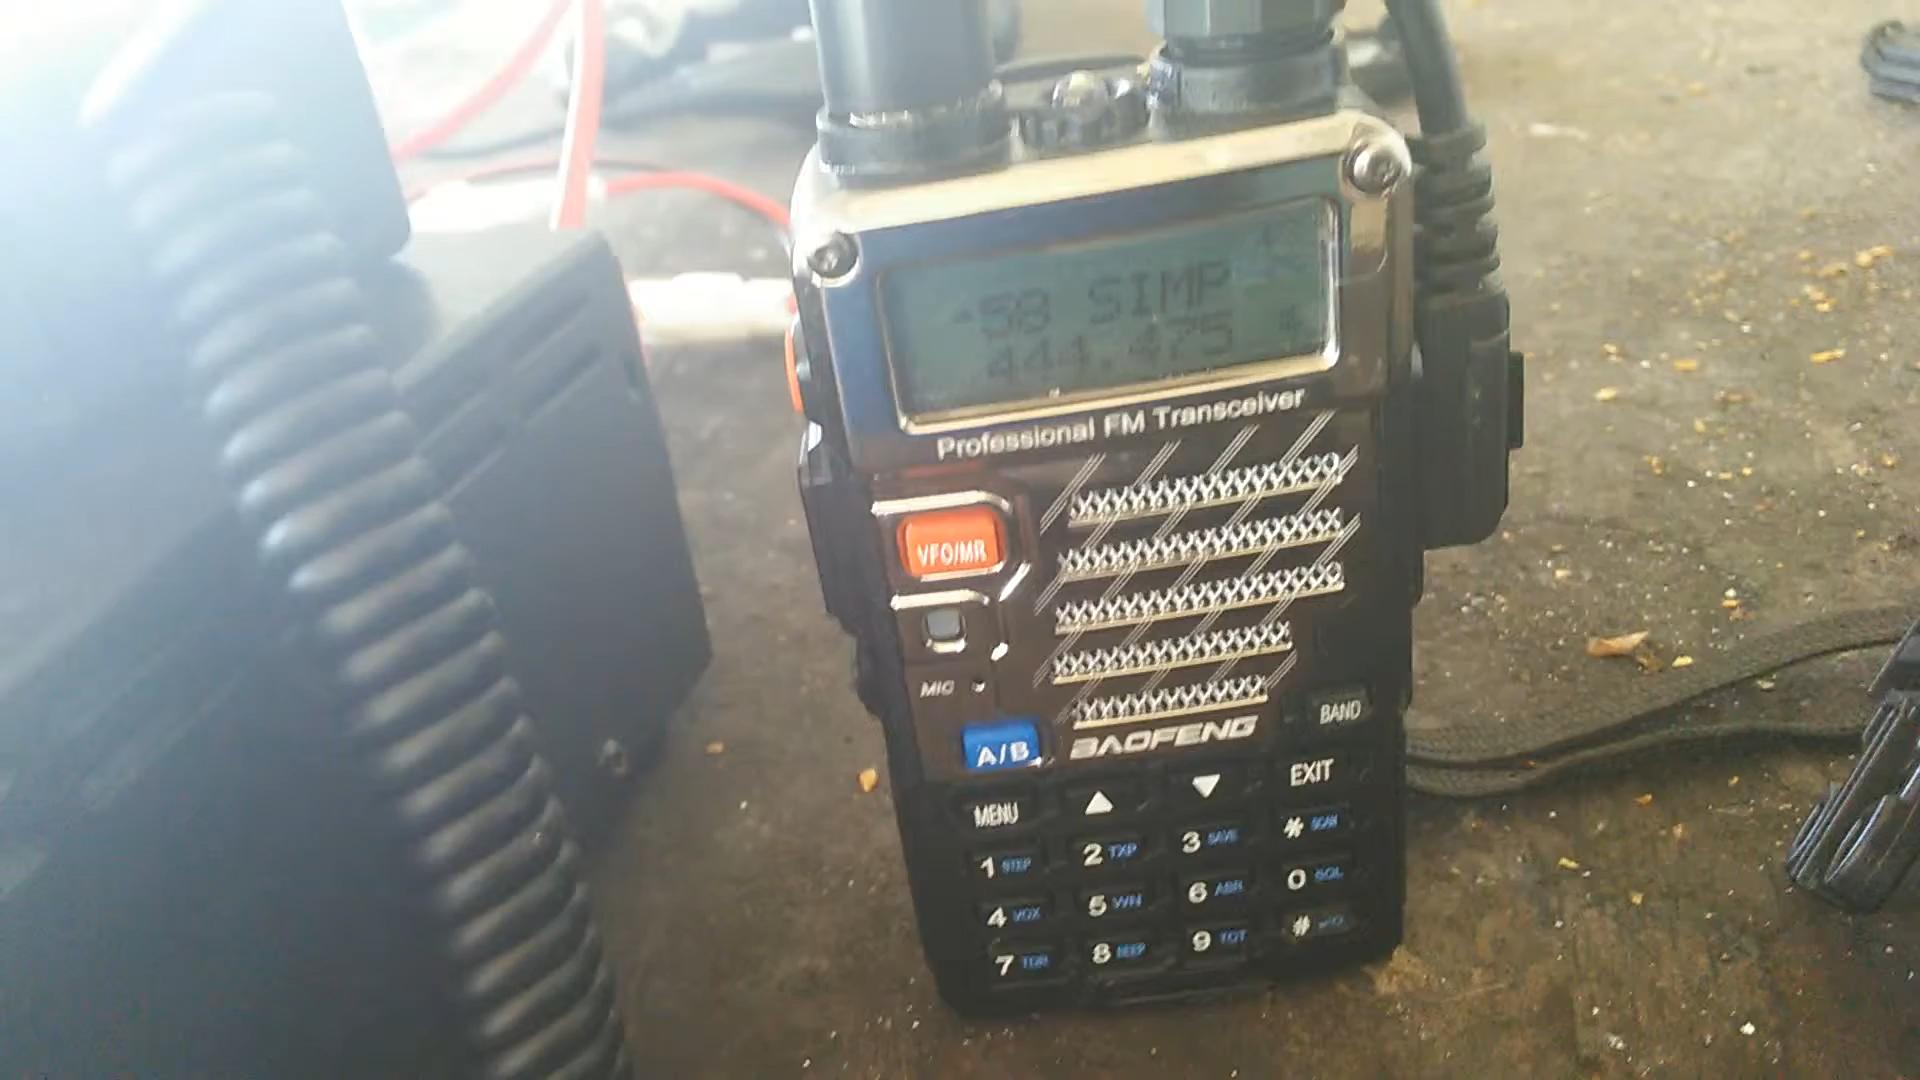 58 SIMP
444.475
Professional FM Transceiver
VFO/MR
MIC
A/B
BAOFENG
BAND
MENU
EXIT
1 STEP
2 TXP
3 SAVE
* SCAN
4 VOX
5 WN
6 ABR
0 SQL
7 TDR
8 BEEP
9 TOT
#